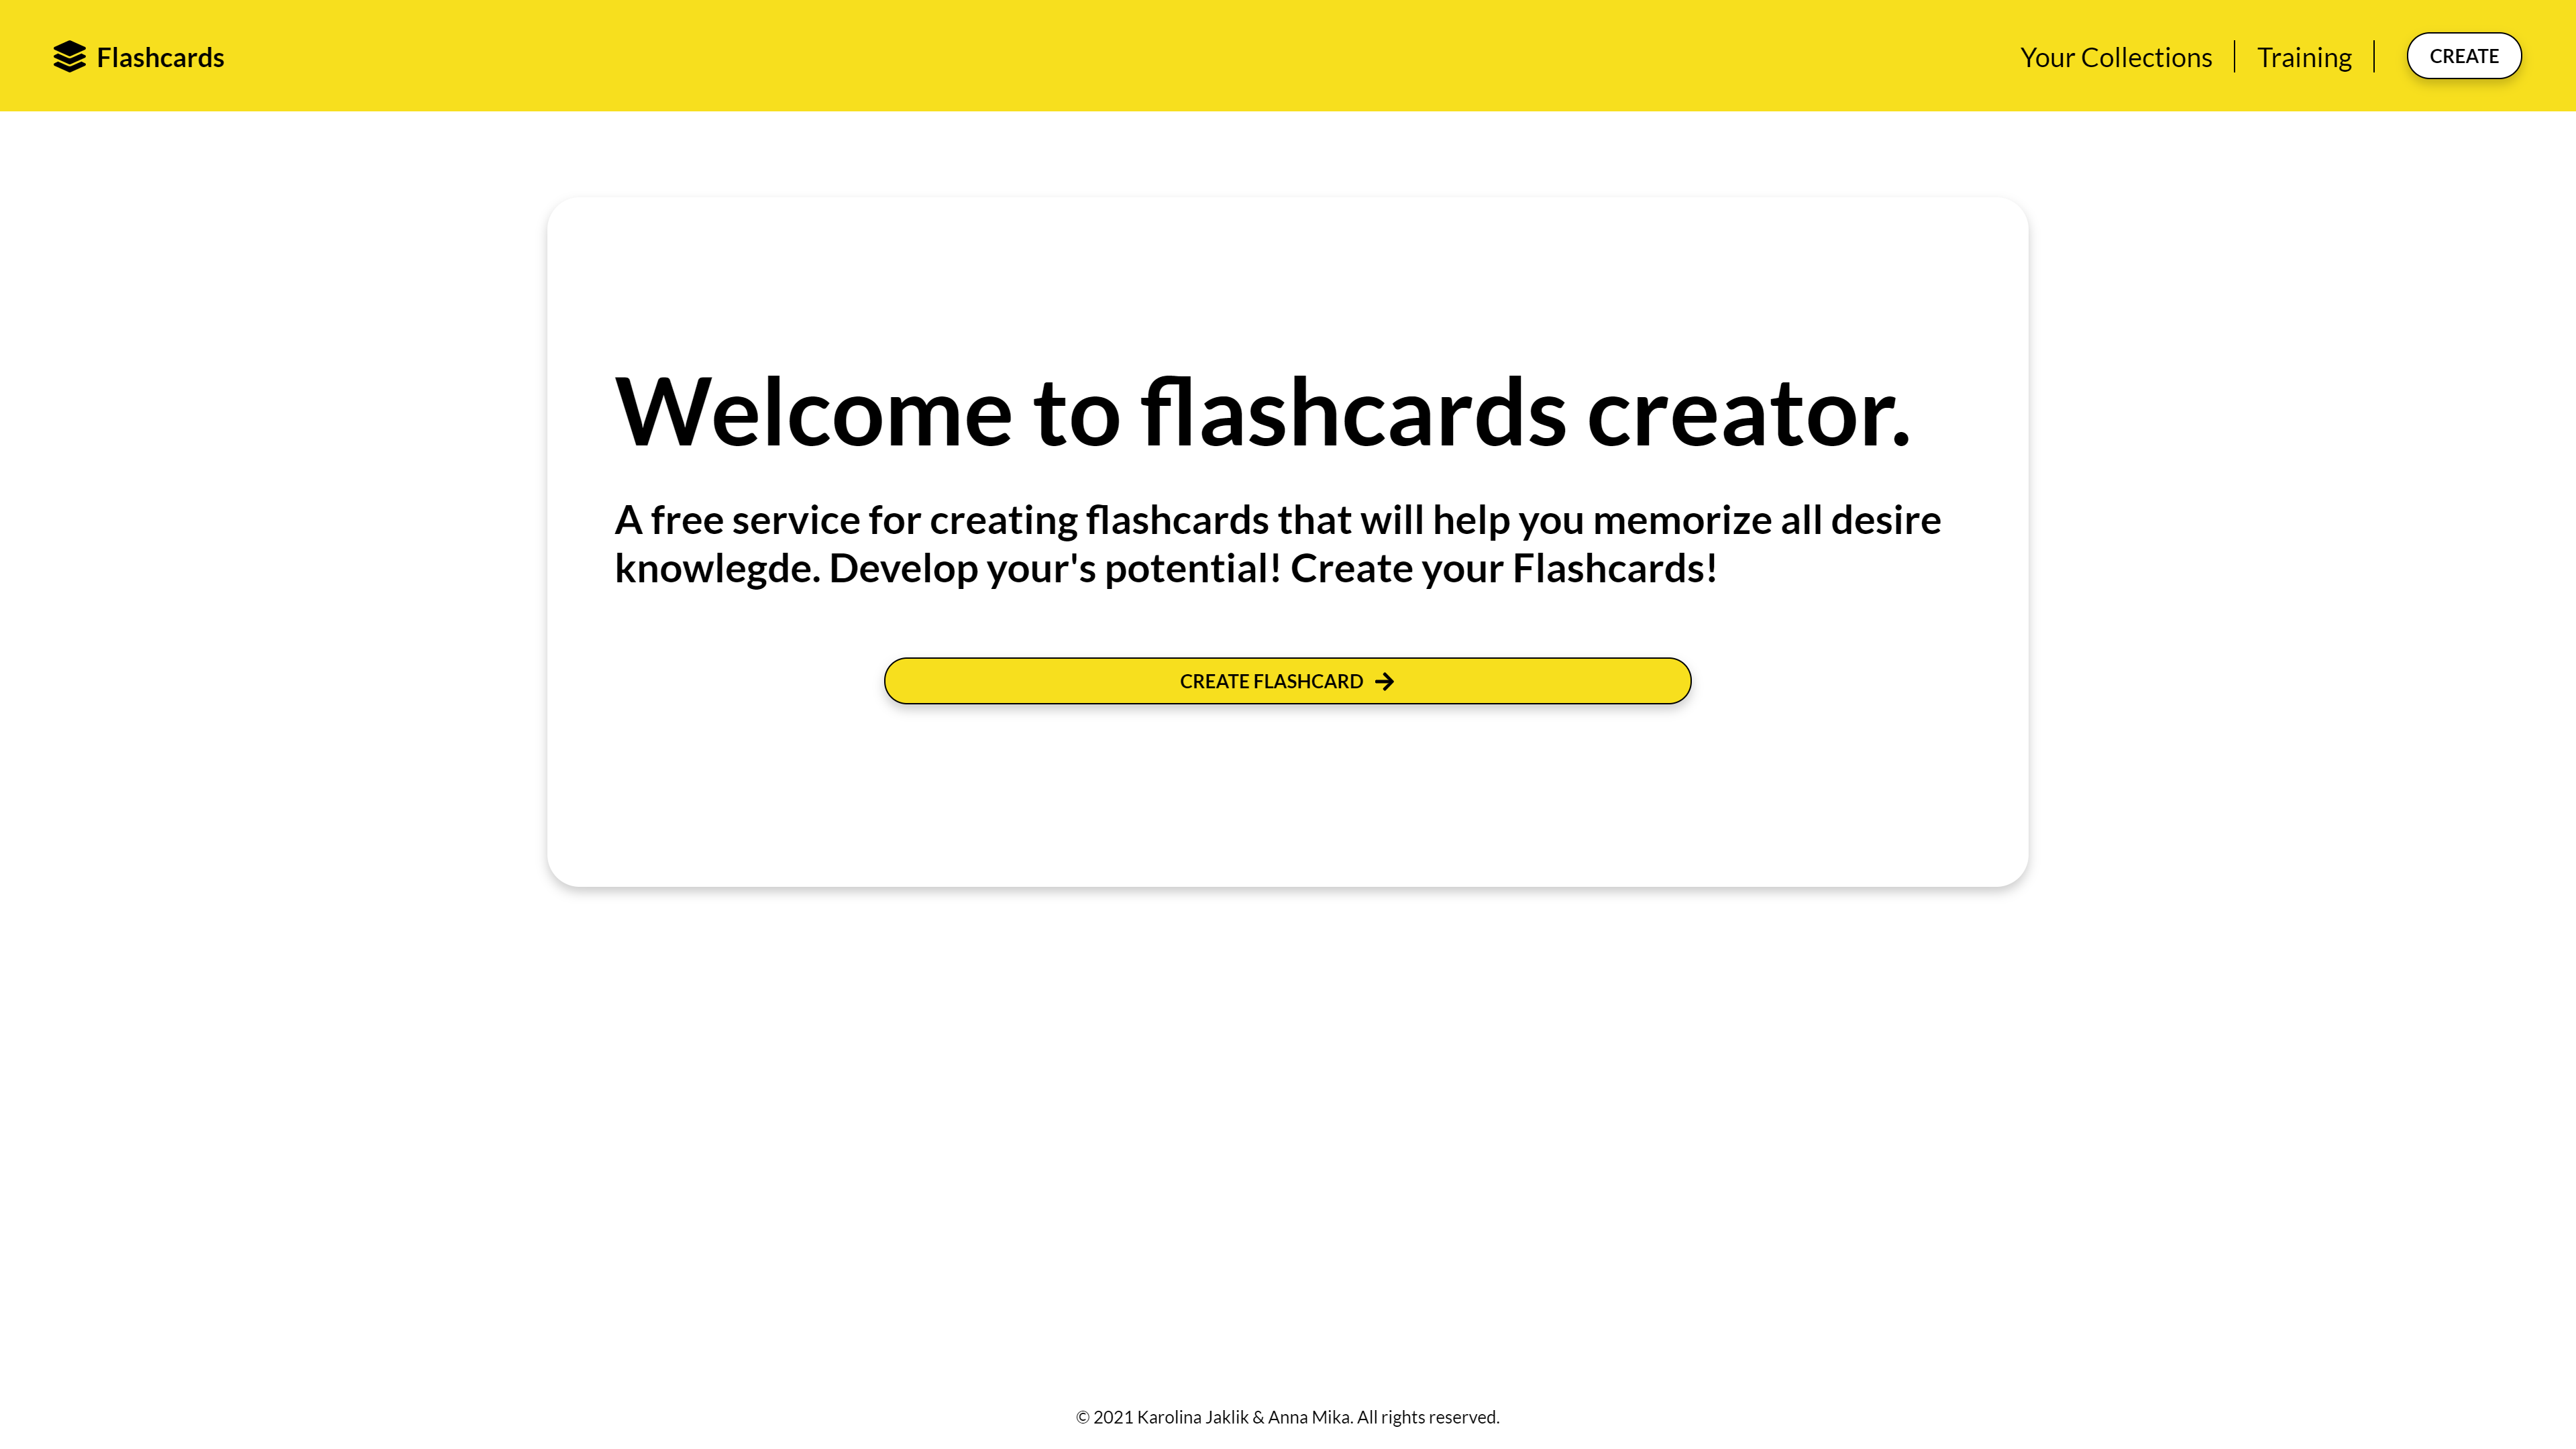 Flashcards
Your Collections
Training
CREATE
Welcome to flashcards creator.
A free service for creating flashcards that will help you memorize all desire
knowlegde. Develop your's potential! Create your Flashcards!
CREATE FLASHCARD
© 2021 Karolina Jaklik & Anna Mika. All rights reserved.